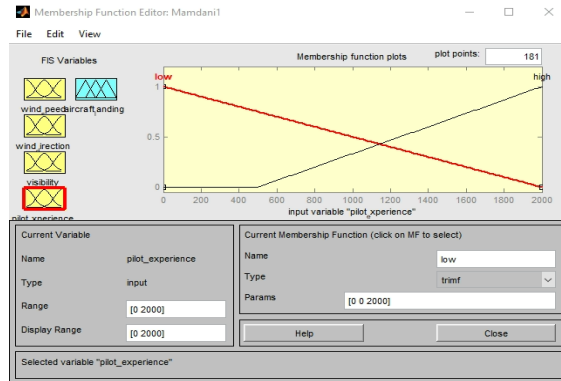 Membership Function Editor: Mamdani1
File Edit View
FIS Variables
Membership function plots
plot points:
181
wind_peed
aircraft_anding
wind_irection
visibility
pilot_xperience
low
high
1
0.5
0
0 200 400 600 800 1000 1200 1400 1600 1800 2000
input variable "pilot_xperience"
Current Variable
Name pilot_experience
Type input
Range [0 2000]
Display Range [0 2000]
Current Membership Function (click on MF to select)
Name low
Type trimf
Params [0 0 2000]
Help Close
Selected variable "pilot_experience"